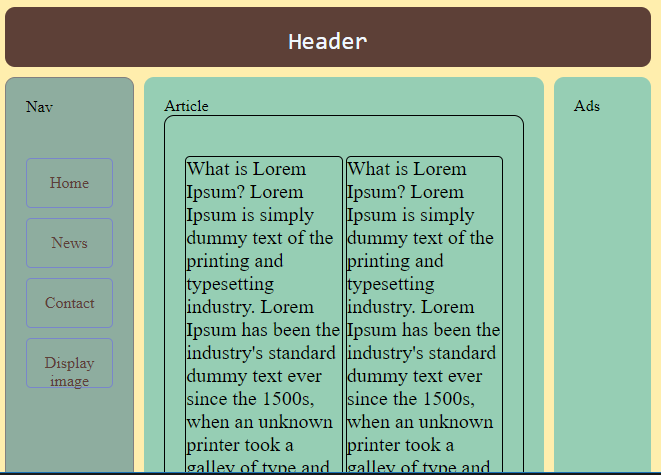 Header
Nav
Home
News
Contact
Display
image
Article
What is Lorem
Ipsum? Lorem
Ipsum is simply
dummy text of the
printing and
typesetting
industry. Lorem
Ipsum has been the
industry's standard
dummy text ever
since the 1500s,
when an unknown
printer took a
galley of type and
What is Lorem
Ipsum? Lorem
Ipsum is simply
dummy text of the
printing and
typesetting
industry. Lorem
Ipsum has been the
industry's standard
dummy text ever
since the 1500s,
when an unknown
printer took a
galley of type and
Ads